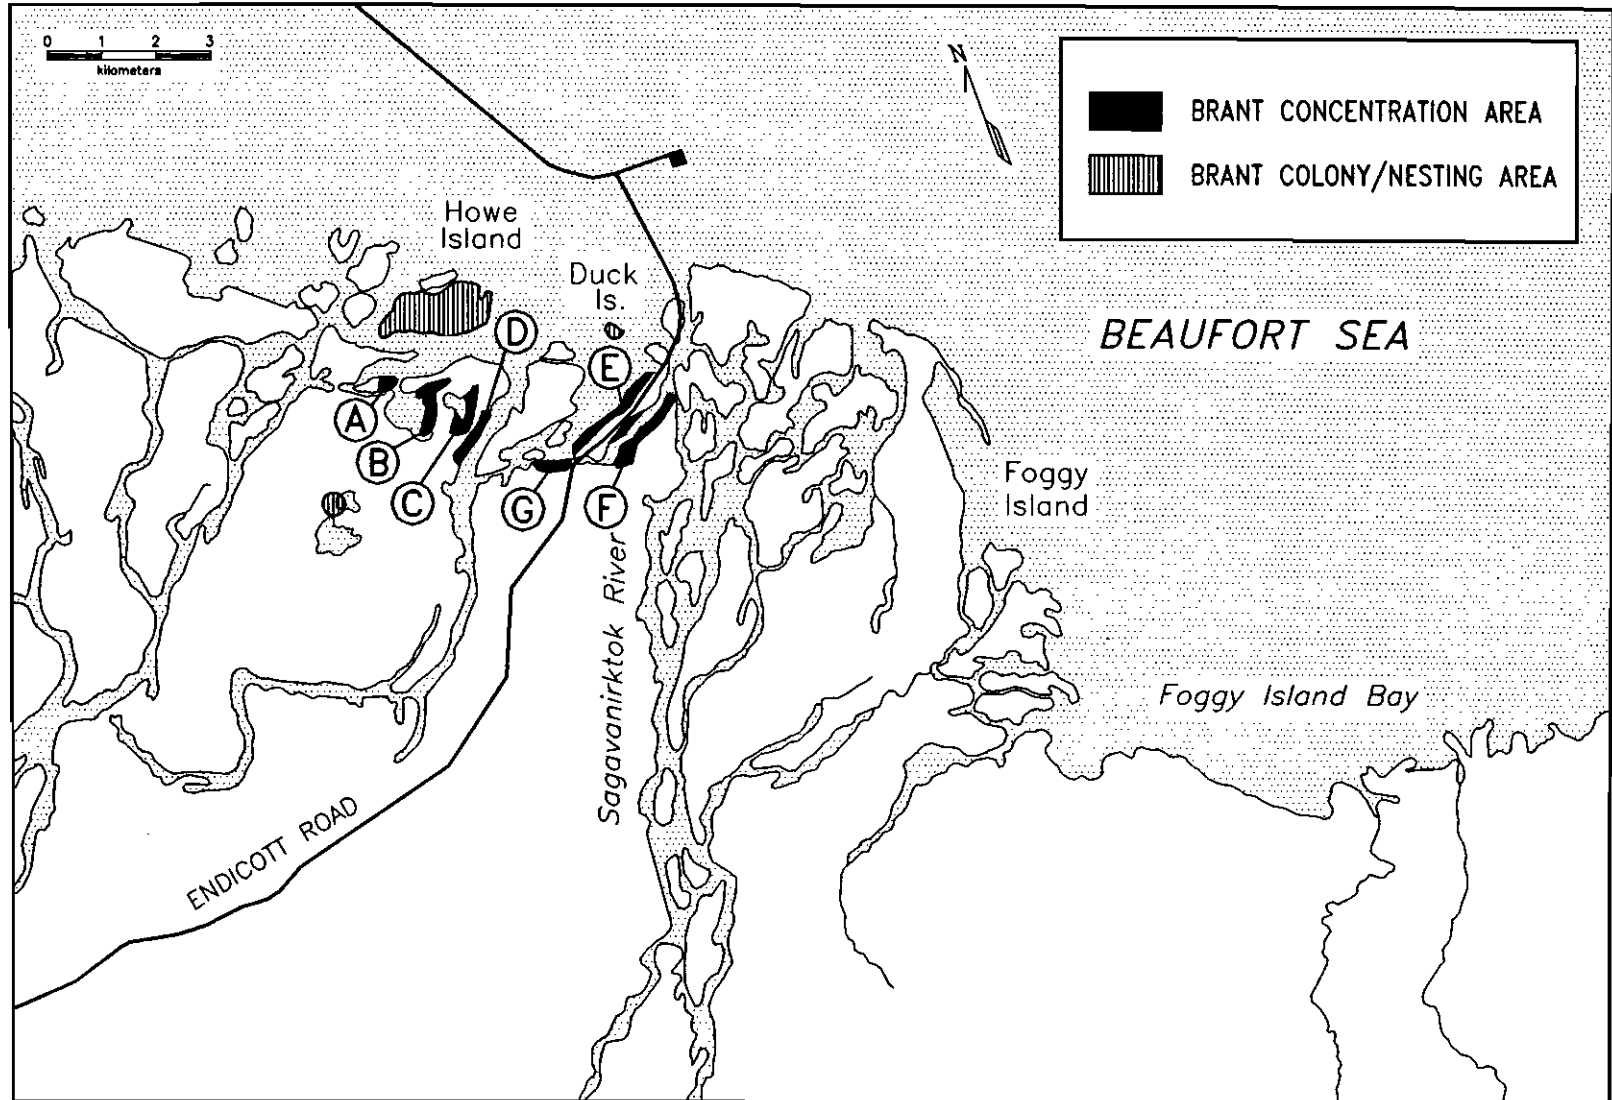 0 1 2 3
kilometers
N
BRANT CONCENTRATION AREA
BRANT COLONY/NESTING AREA
Howe
Island
Duck
Is.
D
BEAUFORT SEA
E
A
B
C
G
F
Foggy
Island
Sagavanirktok River
Foggy Island Bay
ENDICOTT ROAD